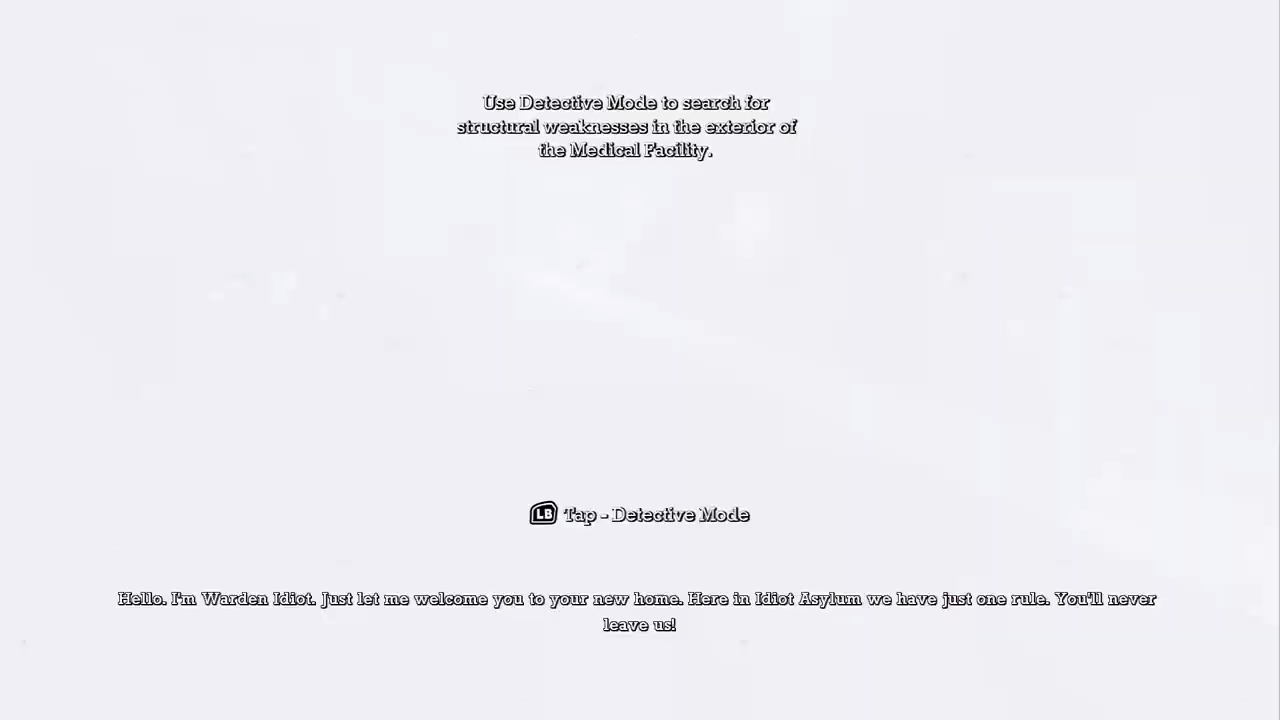 Use Detective Mode to search for
structural weaknesses in the exterior of
the Medical Facility.
LB Tap - Detective Mode
Hello. I'm Warden Idiot. Just let me welcome you to your new home. Here in Idiot Asylum we have just one rule. You'll never
leave us!